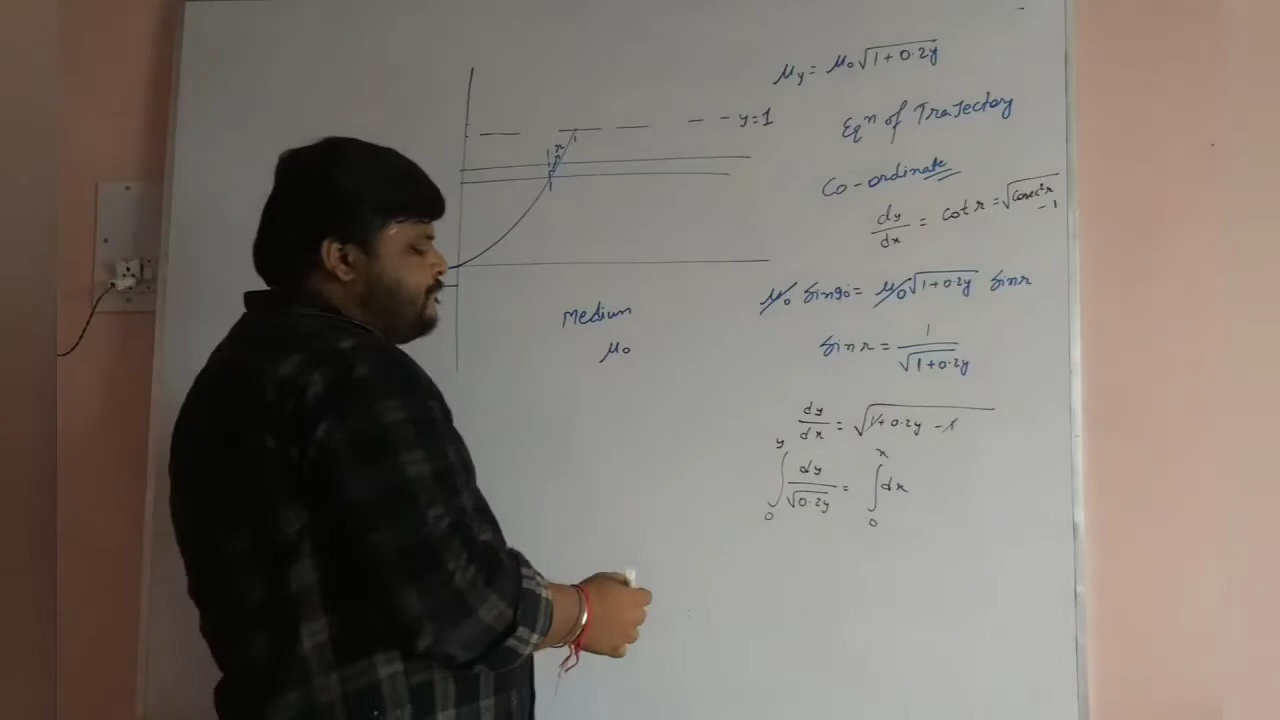 μy = μ₀√(1 + 0.2y)
Eqⁿ of Trajectory
Co-ordinate
dy/dx = cot r = √(cosec²r - 1)
μ₀ Sin90 = μ₀√(1+0.2y) Sinr
Sin r = 1/√(1+0.2y)
dy/dx = √(1+0.2y - 1)
∫₀ʸ dy/√(0.2y) = ∫₀ˣ dx
- y=1
r
Medium
μ₀